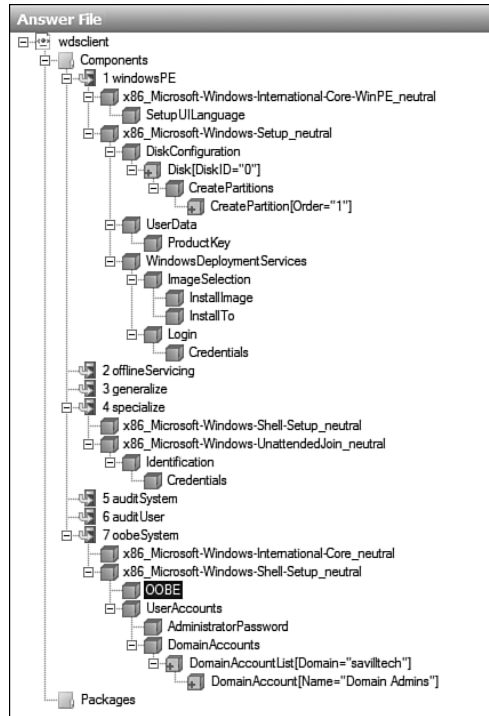 Answer File
wdsclient
Components
1 windowsPE
x86_Microsoft-Windows-International-Core-WinPE_neutral
SetupUILanguage
x86_Microsoft-Windows-Setup_neutral
DiskConfiguration
Disk[DiskID="0"]
CreatePartitions
CreatePartition[Order="1"]
UserData
ProductKey
WindowsDeploymentServices
ImageSelection
InstallImage
InstallTo
Login
Credentials
2 offlineServicing
3 generalize
4 specialize
x86_Microsoft-Windows-Shell-Setup_neutral
x86_Microsoft-Windows-UnattendedJoin_neutral
Identification
Credentials
5 auditSystem
6 auditUser
7 oobeSystem
x86_Microsoft-Windows-International-Core_neutral
x86_Microsoft-Windows-Shell-Setup_neutral
OOBE
UserAccounts
AdministratorPassword
DomainAccounts
DomainAccountList[Domain="savilltech"]
DomainAccount[Name="Domain Admins"]
Packages